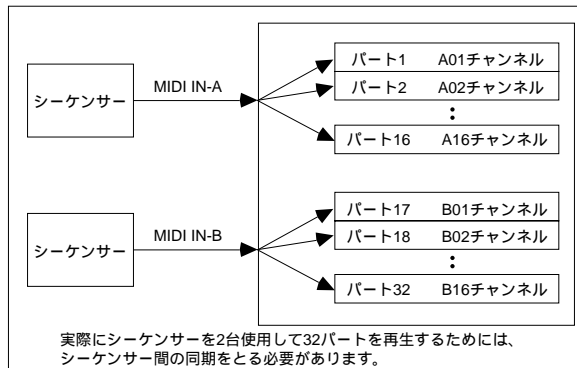 シーケンサー
MIDI IN-A
パート1 A01チャンネル
パート2 A02チャンネル
:
パート16 A16チャンネル
シーケンサー
MIDI IN-B
パート17 B01チャンネル
パート18 B02チャンネル
:
パート32 B16チャンネル
実際にシーケンサーを2台使用して32パートを再生するためには、
シーケンサー間の同期をとる必要があります。